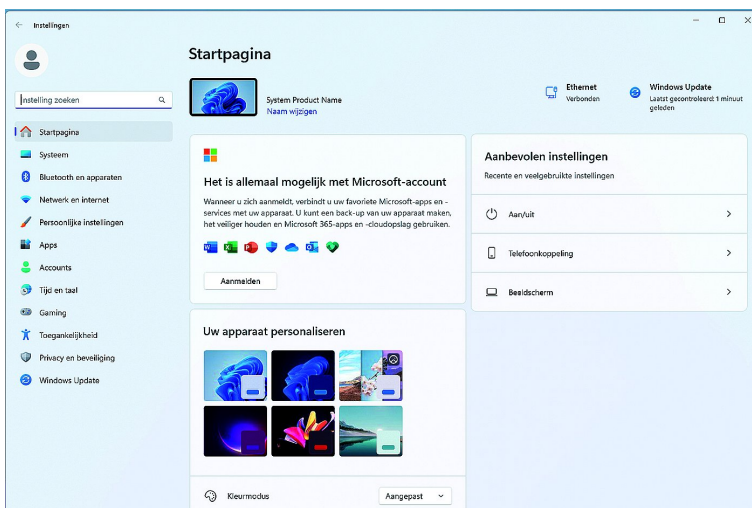 Instellingen
Startpagina
System Product Name
Naam wijzigen
Ethernet
Verbonden
Windows Update
Laatst gecontroleerd: 1 minuut
geleden
nstelling zoeken
Startpagina
Systeem
Bluetooth en apparaten
Netwerk en internet
Persoonlijke instellingen
Apps
Accounts
Tijd en taal
Gaming
Toegankelijkheid
Privacy en beveiliging
Windows Update
Het is allemaal mogelijk met Microsoft-account
Wanneer u zich aanmeldt, verbindt u uw favoriete Microsoft-apps en -
services met uw apparaat. U kunt een back-up van uw apparaat maken,
het veiliger houden en Microsoft 365-apps en -cloudopslag gebruiken.
Aanmelden
Aanbevolen instellingen
Recente en veelgebruikte instellingen
Aan/uit
Telefoonkoppeling
Beeldscherm
Uw apparaat personaliseren
Kleurmodus
Aangepast